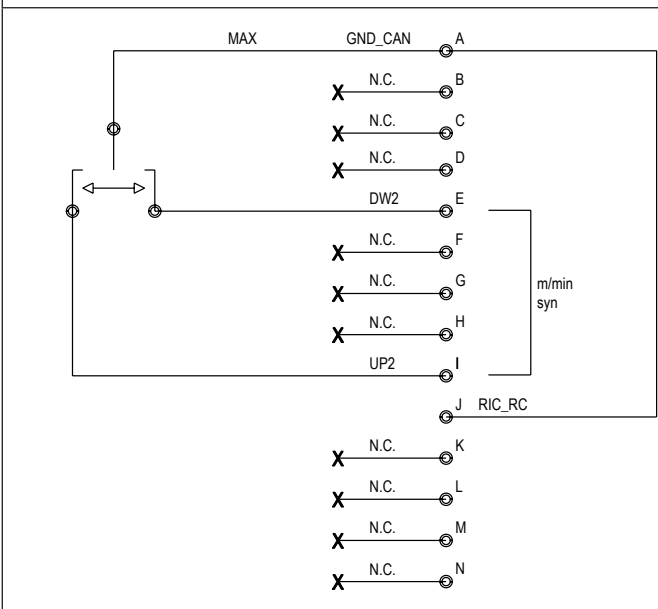 MAX GND_CAN A
N.C. B
N.C. C
N.C. D
DW2 E
N.C. F
N.C. G
m/min
syn
N.C. H
UP2 I
J RIC_RC
N.C. K
N.C. L
N.C. M
N.C. N